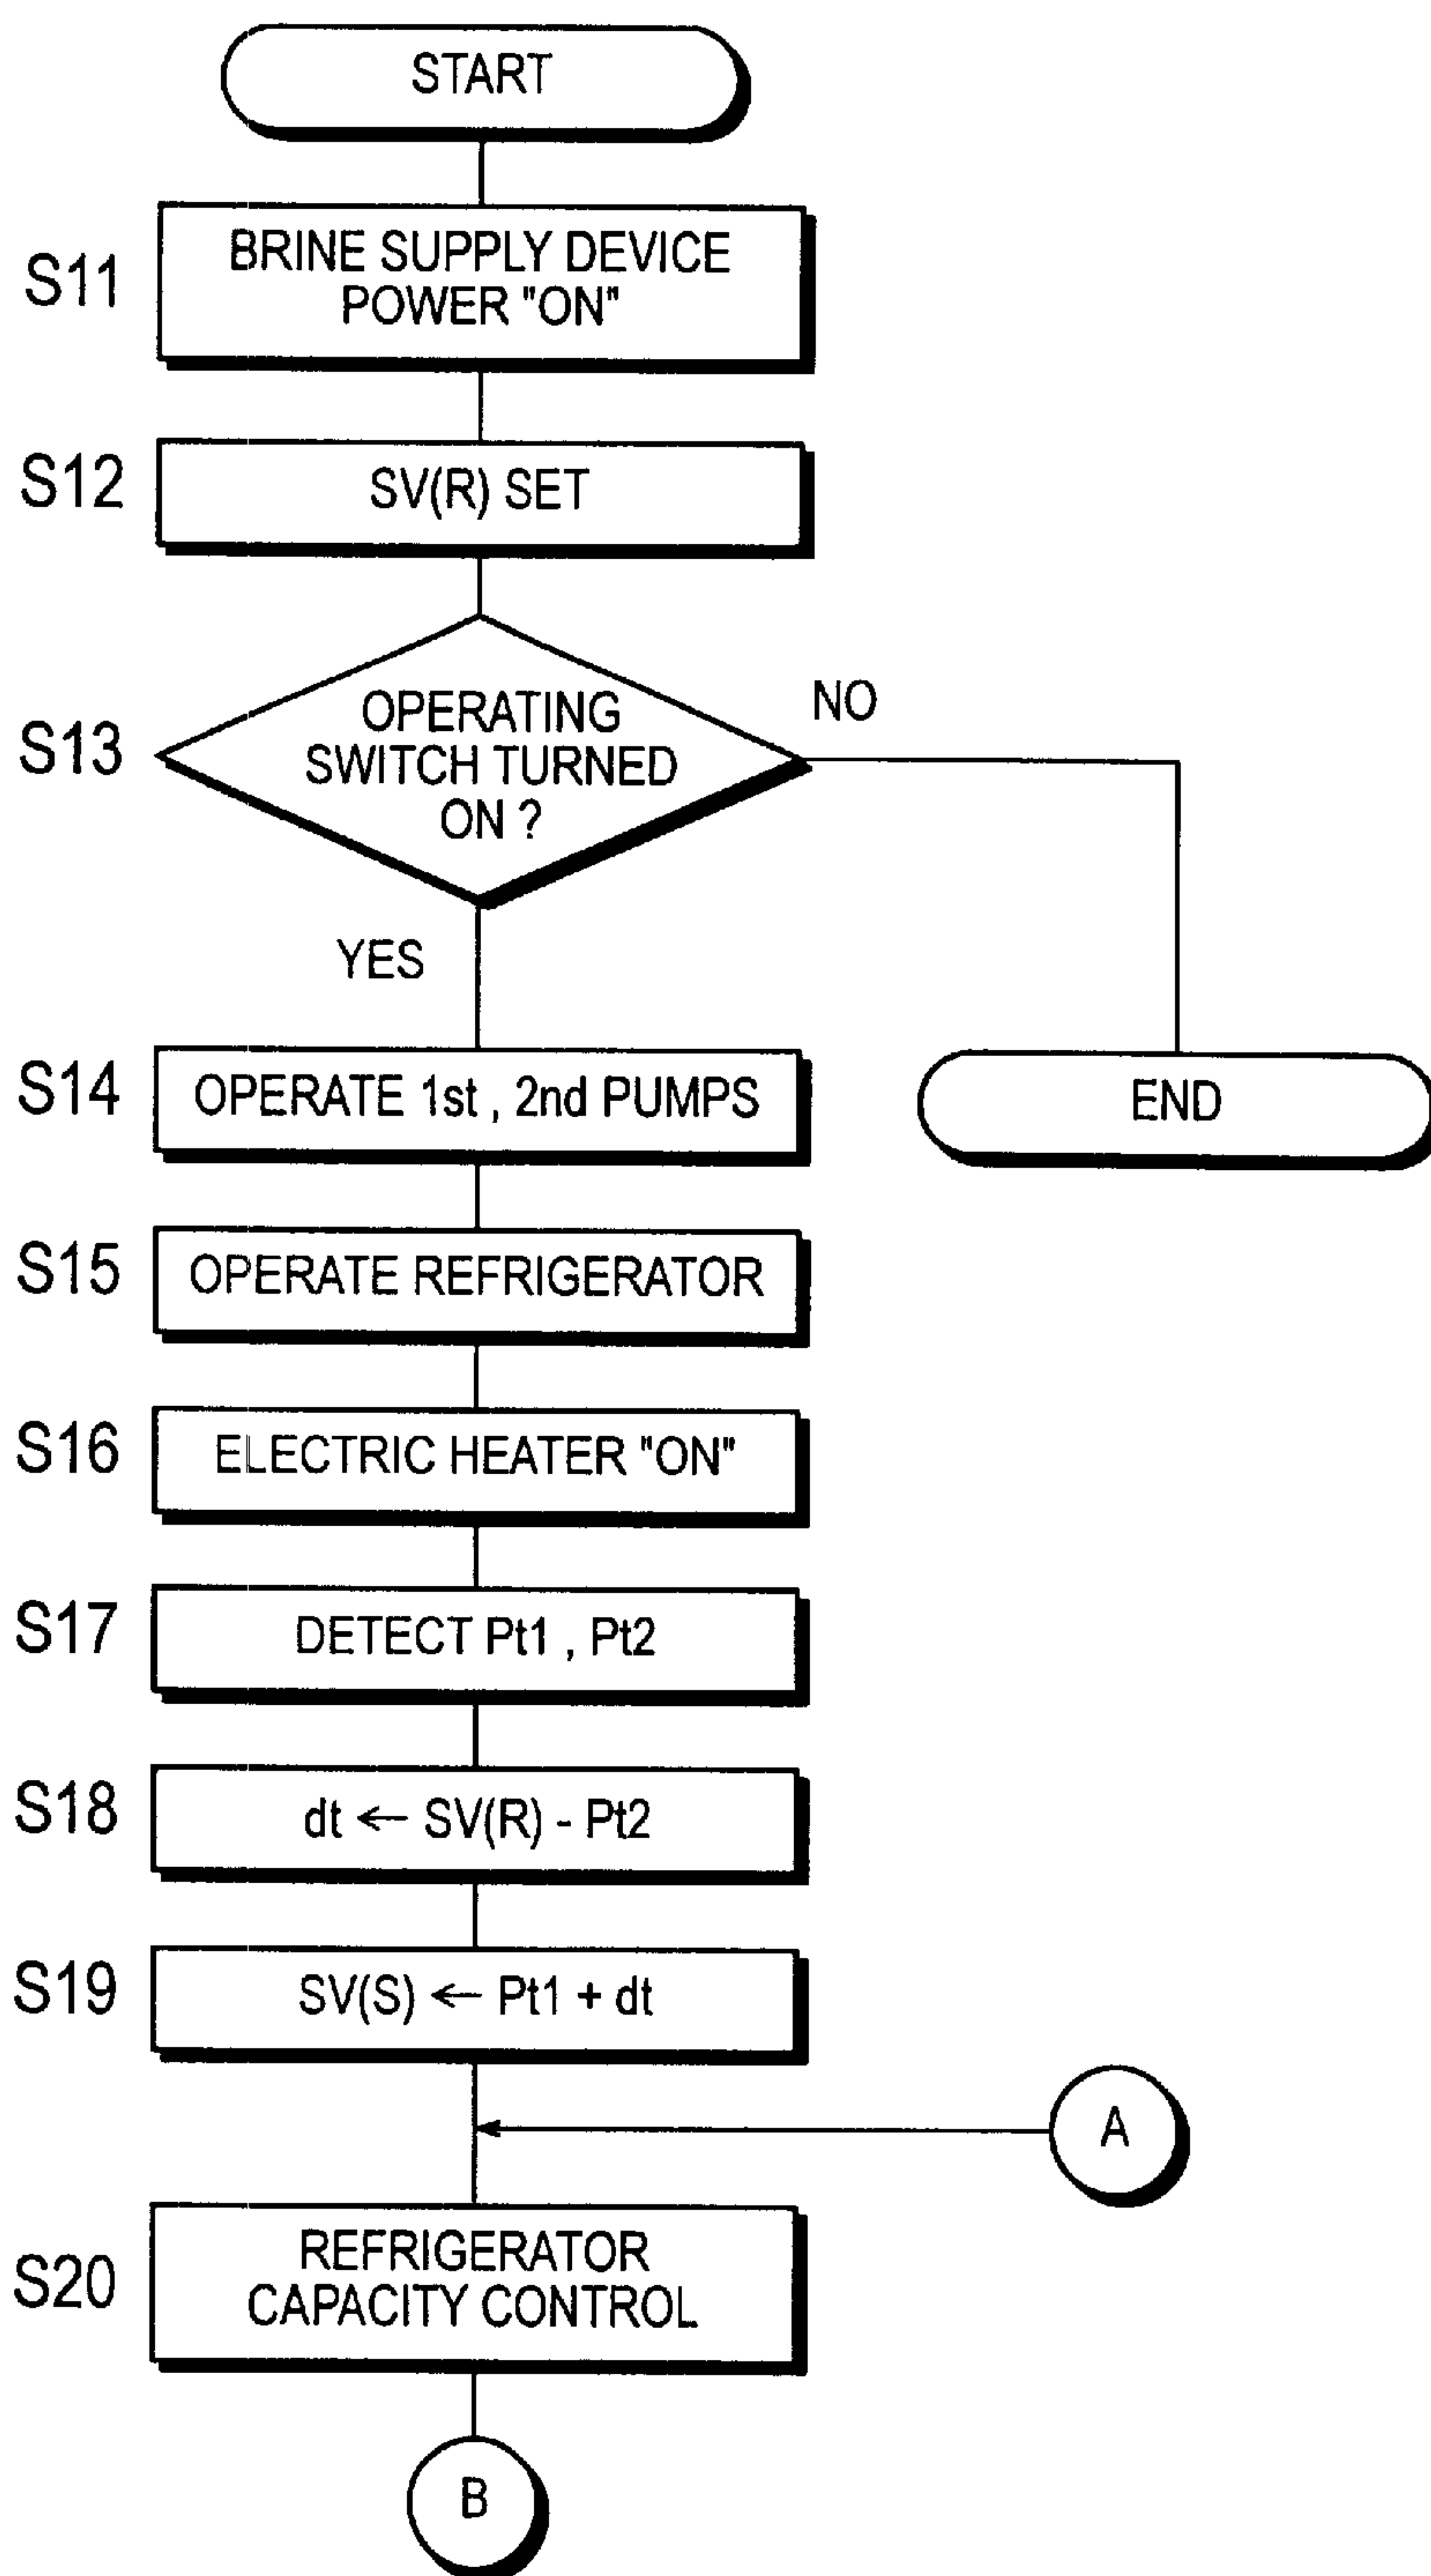 START
S11
BRINE SUPPLY DEVICE
POWER "ON"
S12
SV(R) SET
S13
OPERATING
SWITCH TURNED
ON ?
NO
YES
S14
OPERATE 1st , 2nd PUMPS
END
S15
OPERATE REFRIGERATOR
S16
ELECTRIC HEATER "ON"
S17
DETECT Pt1 , Pt2
S18
dt ← SV(R) - Pt2
S19
SV(S) ← Pt1 + dt
A
S20
REFRIGERATOR
CAPACITY CONTROL
B